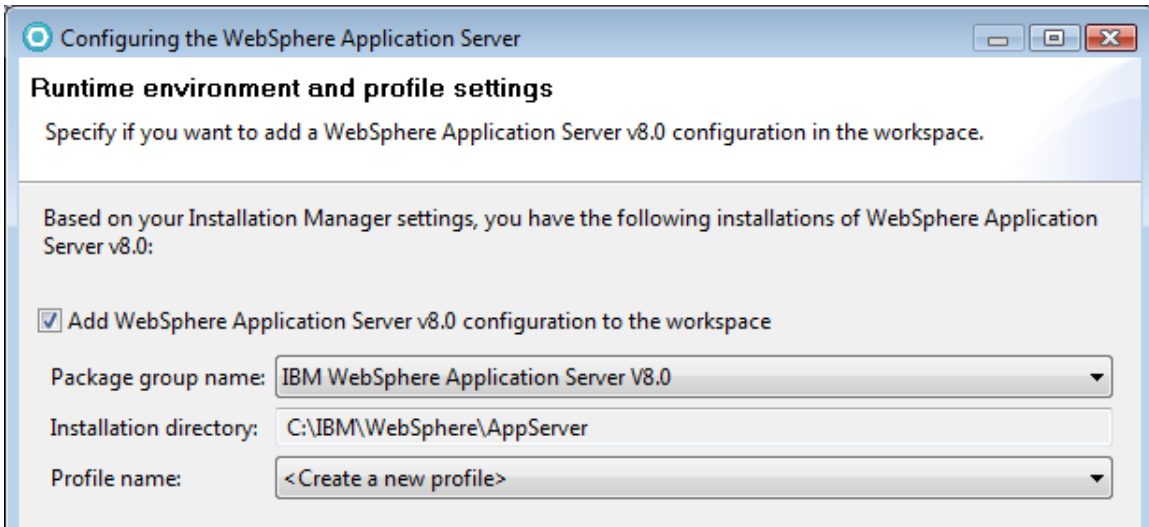 Configuring the WebSphere Application Server
Runtime environment and profile settings
Specify if you want to add a WebSphere Application Server v8.0 configuration in the workspace.
Based on your Installation Manager settings, you have the following installations of WebSphere Application
Server v8.0:
Add WebSphere Application Server v8.0 configuration to the workspace
Package group name: IBM WebSphere Application Server V8.0
Installation directory: C:\IBM\WebSphere\AppServer
Profile name: <Create a new profile>